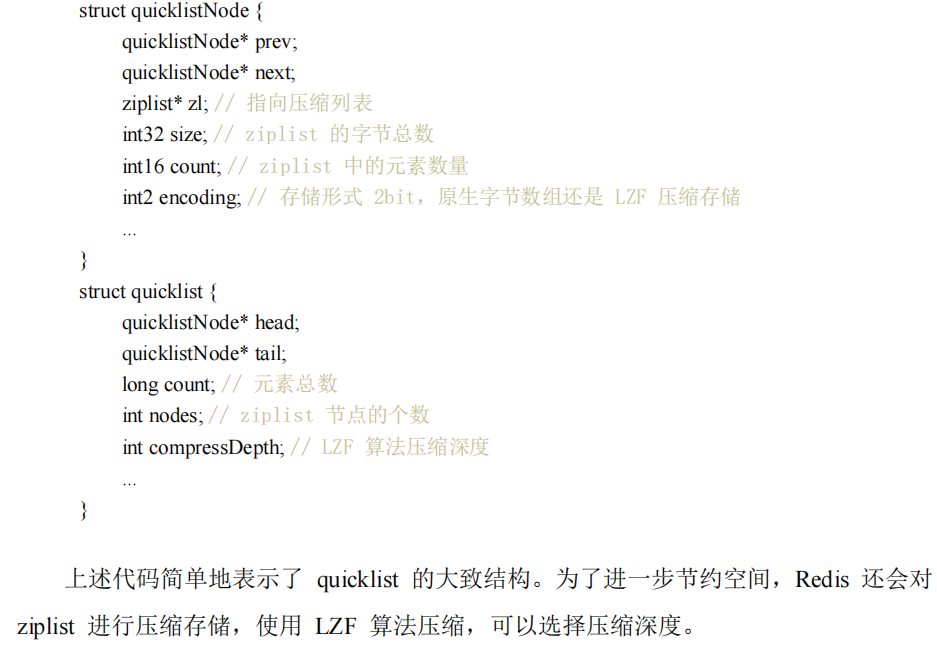 struct quicklistNode {
quicklistNode* prev;
quicklistNode* next;
ziplist* zl; // 指向压缩列表
int32 size; // ziplist 的字节总数
int16 count; // ziplist 中的元素数量
int2 encoding; // 存储形式 2bit，原生字节数组还是 LZF 压缩存储
...
}
struct quicklist {
quicklistNode* head;
quicklistNode* tail;
long count; // 元素总数
int nodes; // ziplist 节点的个数
int compressDepth; // LZF 算法压缩深度
...
}
上述代码简单地表示了 quicklist 的大致结构。为了进一步节约空间，Redis 还会对
ziplist 进行压缩存储，使用 LZF 算法压缩，可以选择压缩深度。